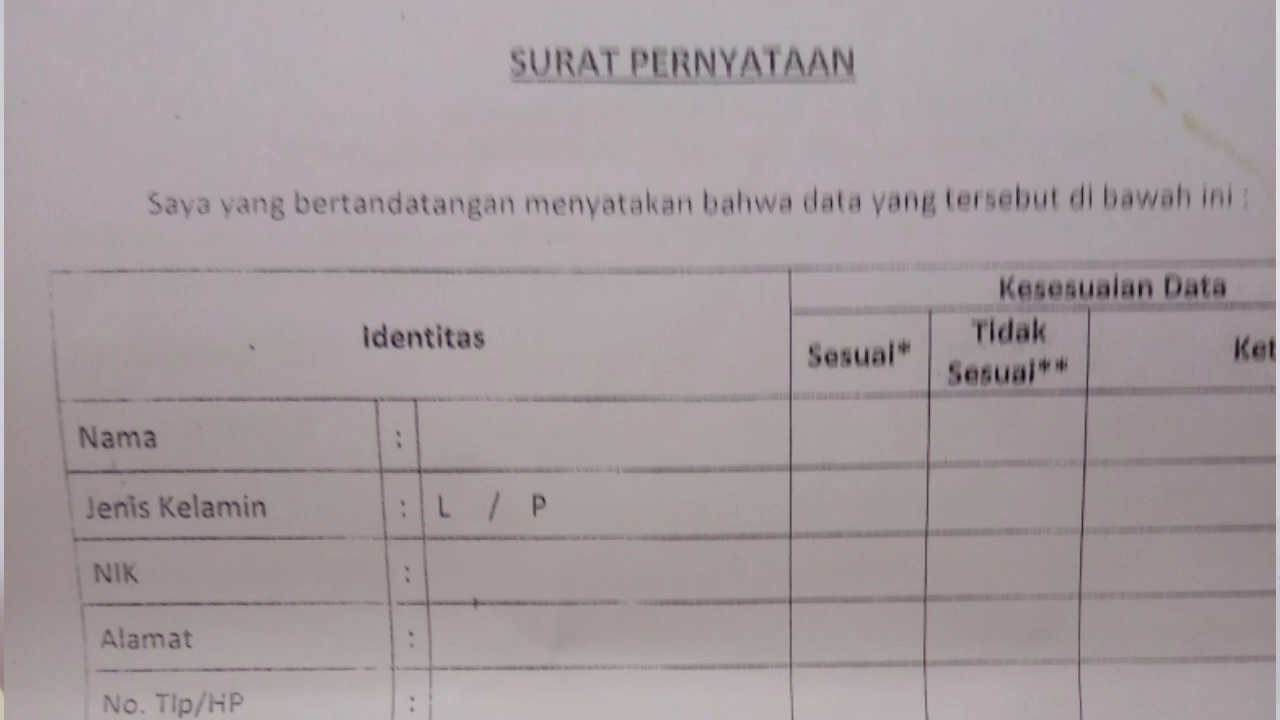 SURAT PERNYATAAN
Saya yang bertandatangan menyatakan bahwa data yang tersebut di bawah ini :
Identitas
Kesesuaian Data
Sesuai*
Tidak
Sesuai**
Ket
Nama :
Jenis Kelamin : L / P
NIK :
Alamat :
No. Tlp/HP :